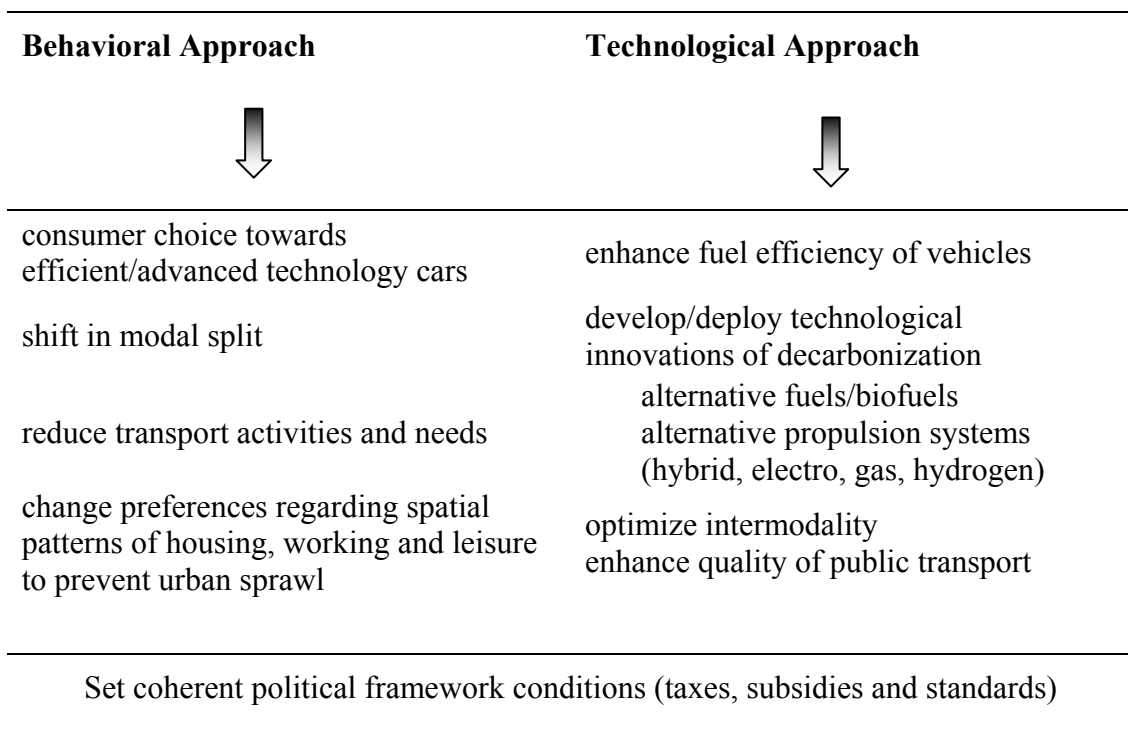 Behavioral Approach
Technological Approach
consumer choice towards
efficient/advanced technology cars
shift in modal split
reduce transport activities and needs
change preferences regarding spatial
patterns of housing, working and leisure
to prevent urban sprawl
enhance fuel efficiency of vehicles
develop/deploy technological
innovations of decarbonization
alternative fuels/biofuels
alternative propulsion systems
(hybrid, electro, gas, hydrogen)
optimize intermodality
enhance quality of public transport
Set coherent political framework conditions (taxes, subsidies and standards)